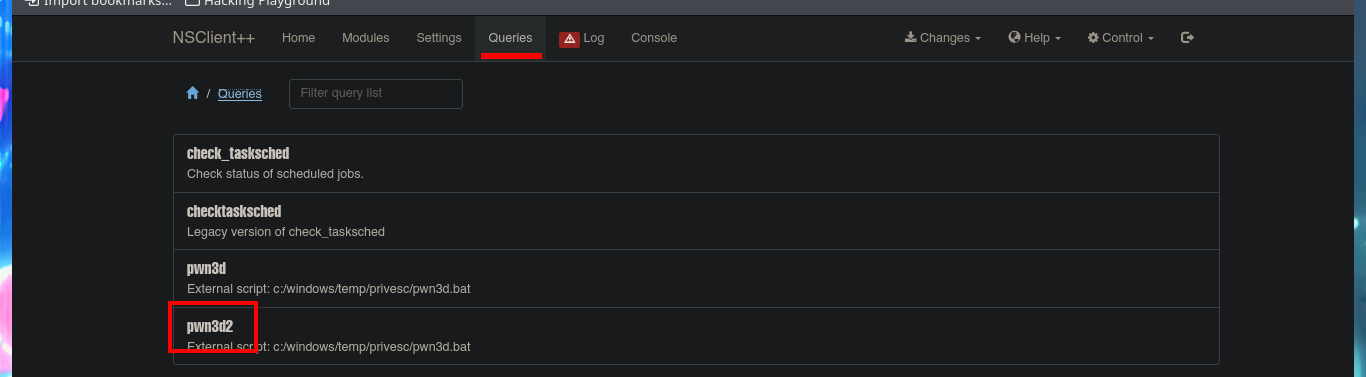 Import bookmarks... Hacking Playground
NSClient++ Home Modules Settings Queries Log Console Changes Help Control
/ Queries Filter query list
check_tasksched
Check status of scheduled jobs.
checktasksched
Legacy version of check_tasksched
pwn3d
External script: c:/windows/temp/privesc/pwn3d.bat
pwn3d2
External script: c:/windows/temp/privesc/pwn3d.bat